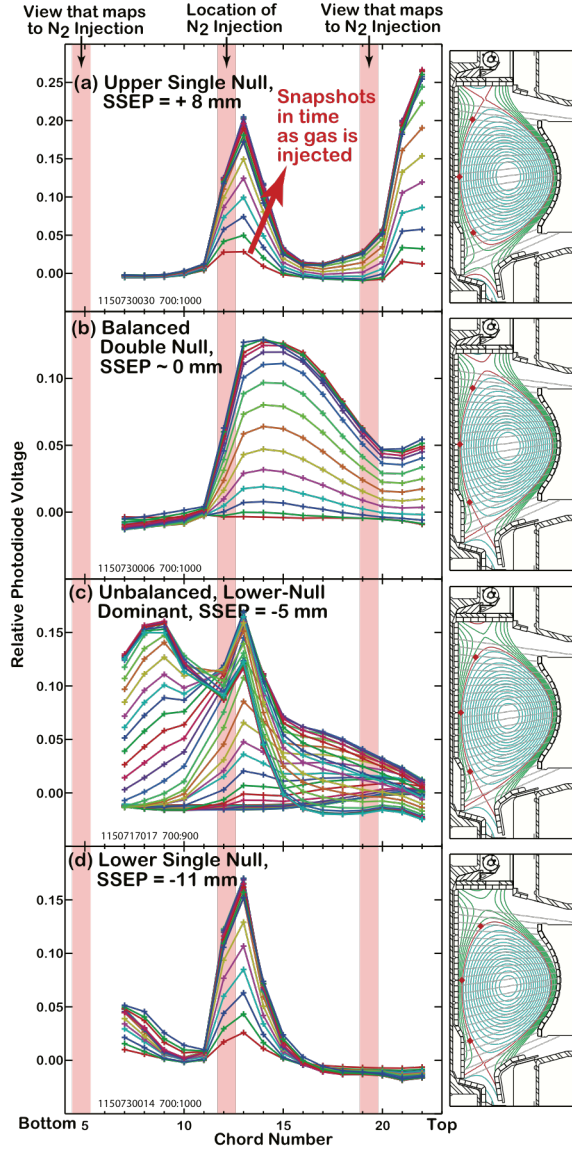 View that maps
to N2 Injection
Location of
N2 Injection
View that maps
to N2 Injection
(a) Upper Single Null,
SSEP = + 8 mm
Snapshots
in time
as gas is
injected
0.25
0.20
0.15
0.10
0.05
0.00
1150730030 700:1000
(b) Balanced
Double Null,
SSEP ~ 0 mm
0.10
0.05
0.00
1150730006 700:1000
Relative Photodiode Voltage
(c) Unbalanced, Lower-Null
Dominant, SSEP = -5 mm
0.15
0.10
0.05
0.00
1150717017 700:900
(d) Lower Single Null,
SSEP = -11 mm
0.15
0.10
0.05
0.00
1150730014 700:1000
Bottom 5 10 15 20 Top
Chord Number